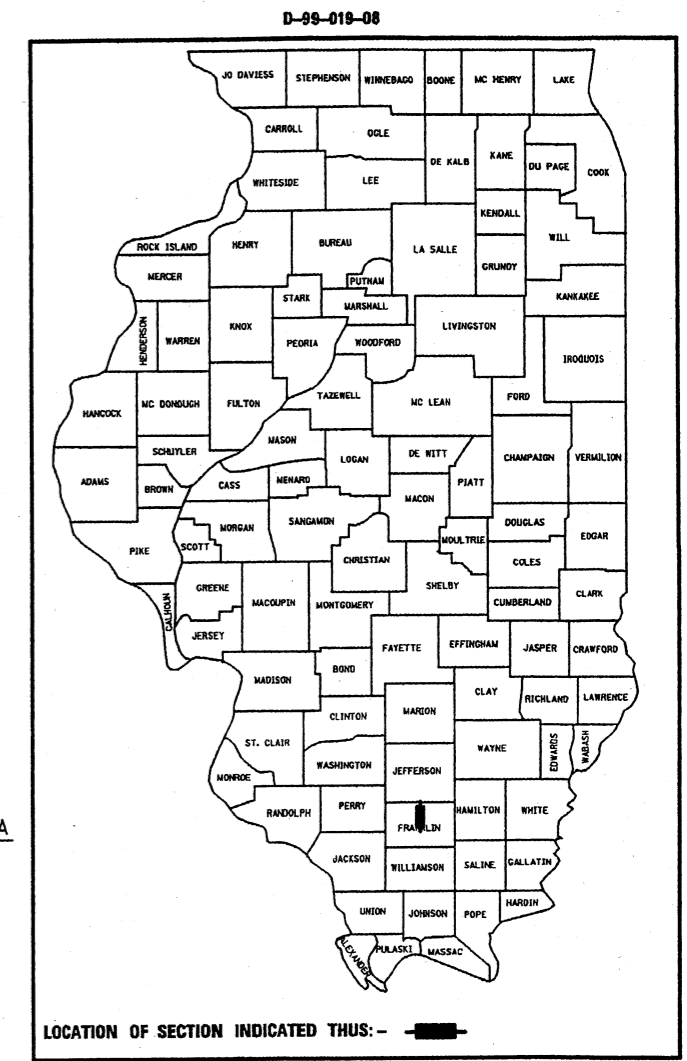 D-99-019-08
JO DAVIESS STEPHENSON WINNEBAGO BOONE MC HENRY LAKE
CARROLL OGLE DE KALB KANE DU PAGE COOK
WHITESIDE LEE
KENDALL WILL
ROCK ISLAND HENRY BUREAU LA SALLE GRUNDY
MERCER PUTNAM
STARK MARSHALL KANKAKEE
HENDERSON WARREN KNOX PEORIA WOODFORD LIVINGSTON IROQUOIS
HANCOCK MC DONOUGH FULTON TAZEWELL MC LEAN FORD
MASON
SCHUYLER LOGAN DE WITT CHAMPAIGN VERMILION
ADAMS BROWN CASS MENARD MACON PIATT
PIKE SCOTT MORGAN SANGAMON MOULTRIE DOUGLAS EDGAR
CHRISTIAN COLES
CALHOUN GREENE MACOUPIN MONTGOMERY SHELBY CUMBERLAND CLARK
JERSEY FAYETTE EFFINGHAM JASPER CRAWFORD
MADISON BOND
CLAY RICHLAND LAWRENCE
CLINTON MARION
ST. CLAIR WAYNE EDWARDS WABASH
MONROE WASHINGTON JEFFERSON
RANDOLPH PERRY FRANKLIN HAMILTON WHITE
A
JACKSON WILLIAMSON SALINE GALLATIN
UNION JOHNSON POPE HARDIN
ALEXANDER PULASKI MASSAC
LOCATION OF SECTION INDICATED THUS: -